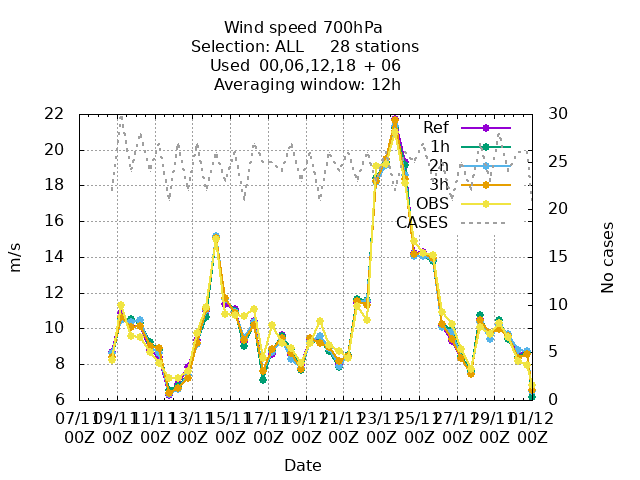 Wind speed 700hPa
Selection: ALL 28 stations
Used 00,06,12,18 + 06
Averaging window: 12h
22 30
20 25
18 20
16 15
14 10
12 5
10 0
8
6
Ref
1h
2h
3h
OBS
CASES
m/s
No cases
07/11 09/11 11/11 13/11 15/11 17/11 19/11 21/11 23/11 25/11 27/11 29/11 01/12
00Z 00Z 00Z 00Z 00Z 00Z 00Z 00Z 00Z 00Z 00Z 00Z 00Z
Date